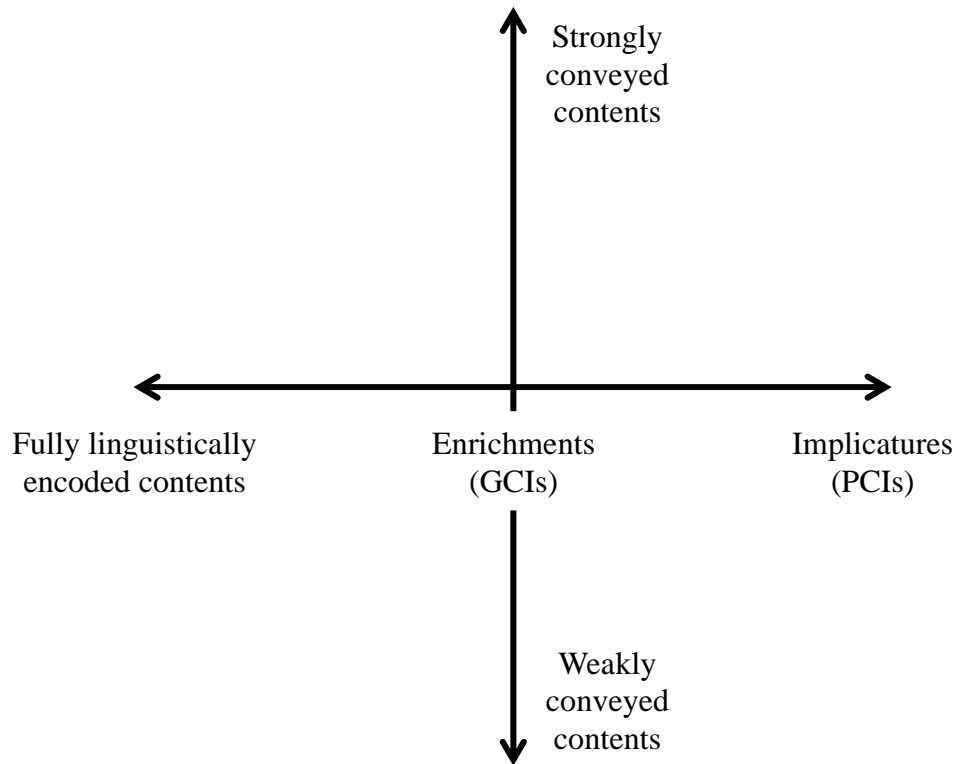 Strongly
conveyed
contents
Fully linguistically
encoded contents
Enrichments
(GCIs)
Implicatures
(PCIs)
Weakly
conveyed
contents